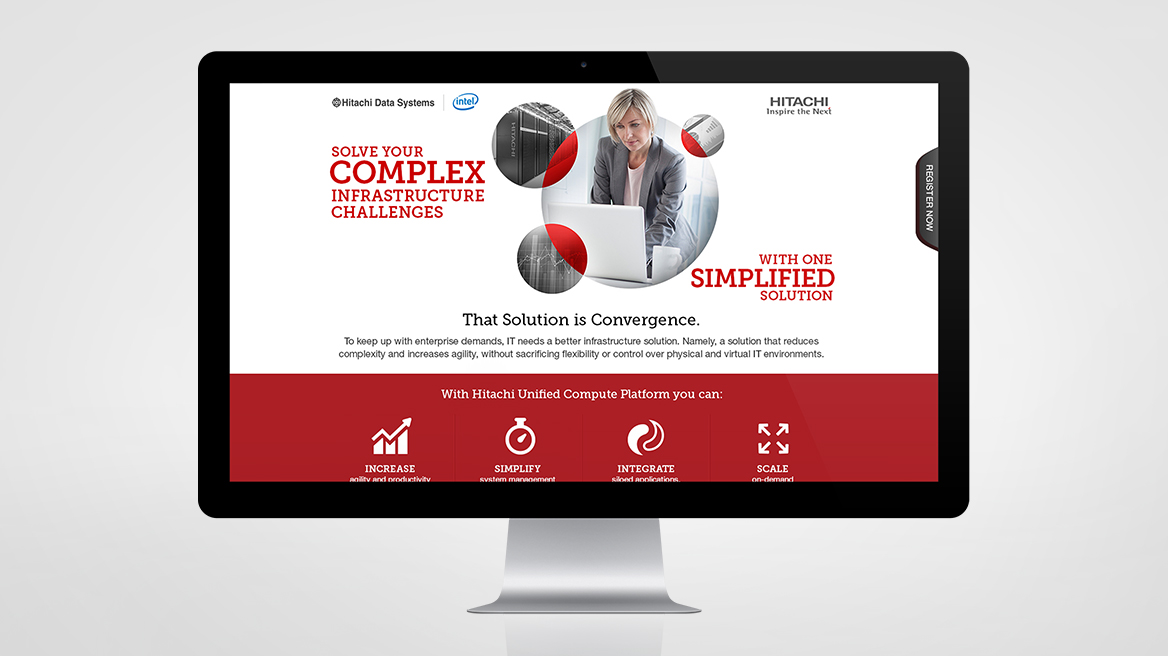 Hitachi Data Systems
intel
HITACHI
Inspire the Next
SOLVE YOUR
COMPLEX
INFRASTRUCTURE
CHALLENGES
HITACHI
REGISTER NOW
WITH ONE
SIMPLIFIED
SOLUTION
That Solution is Convergence.
To keep up with enterprise demands, IT needs a better infrastructure solution. Namely, a solution that reduces
complexity and increases agility, without sacrificing flexibility or control over physical and virtual IT environments.
With Hitachi Unified Compute Platform you can:
INCREASE
agility and productivity
SIMPLIFY
system management
INTEGRATE
siloed applications,
SCALE
on-demand